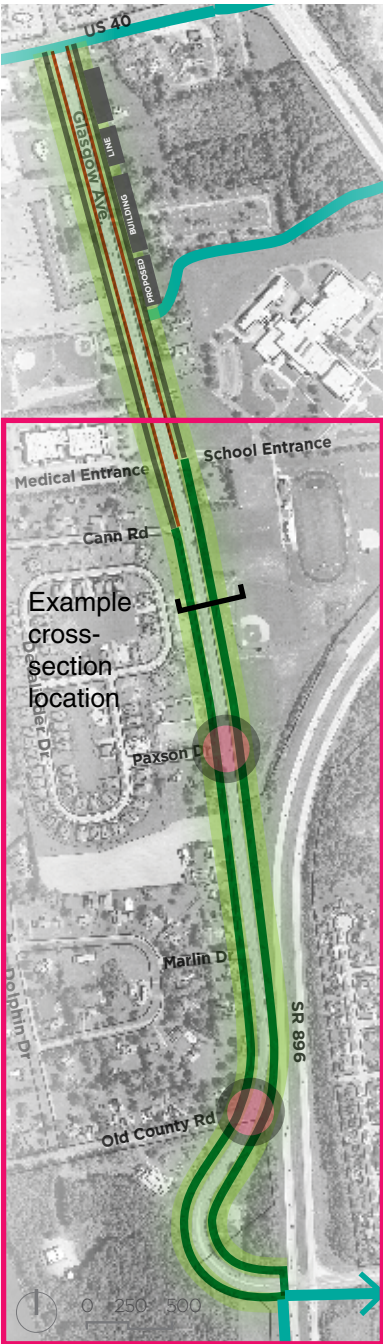 US 40
Glasgow Ave
LINE
BUILDING
PROPOSED
School Entrance
Medical Entrance
Cann Rd
Example
cross-
section
location
Paxson Dr
Marlin Dr
Dolphin Dr
SR 896
Old County Rd
0 250 500